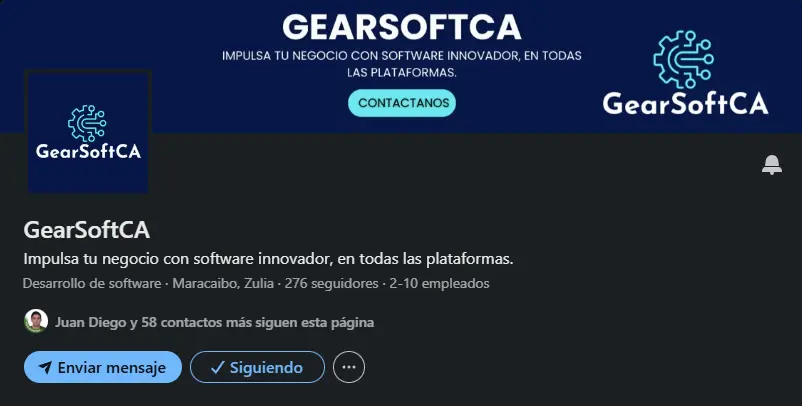 GEARSOFTCA
IMPULSA TU NEGOCIO CON SOFTWARE INNOVADOR, EN TODAS
LAS PLATAFORMAS.
CONTACTANOS
GearSoftCA
GearSoftCA
GearSoftCA
Impulsa tu negocio con software innovador, en todas las plataformas.
Desarrollo de software · Maracaibo, Zulia · 276 seguidores · 2-10 empleados
Juan Diego y 58 contactos más siguen esta página
Enviar mensaje
Siguiendo